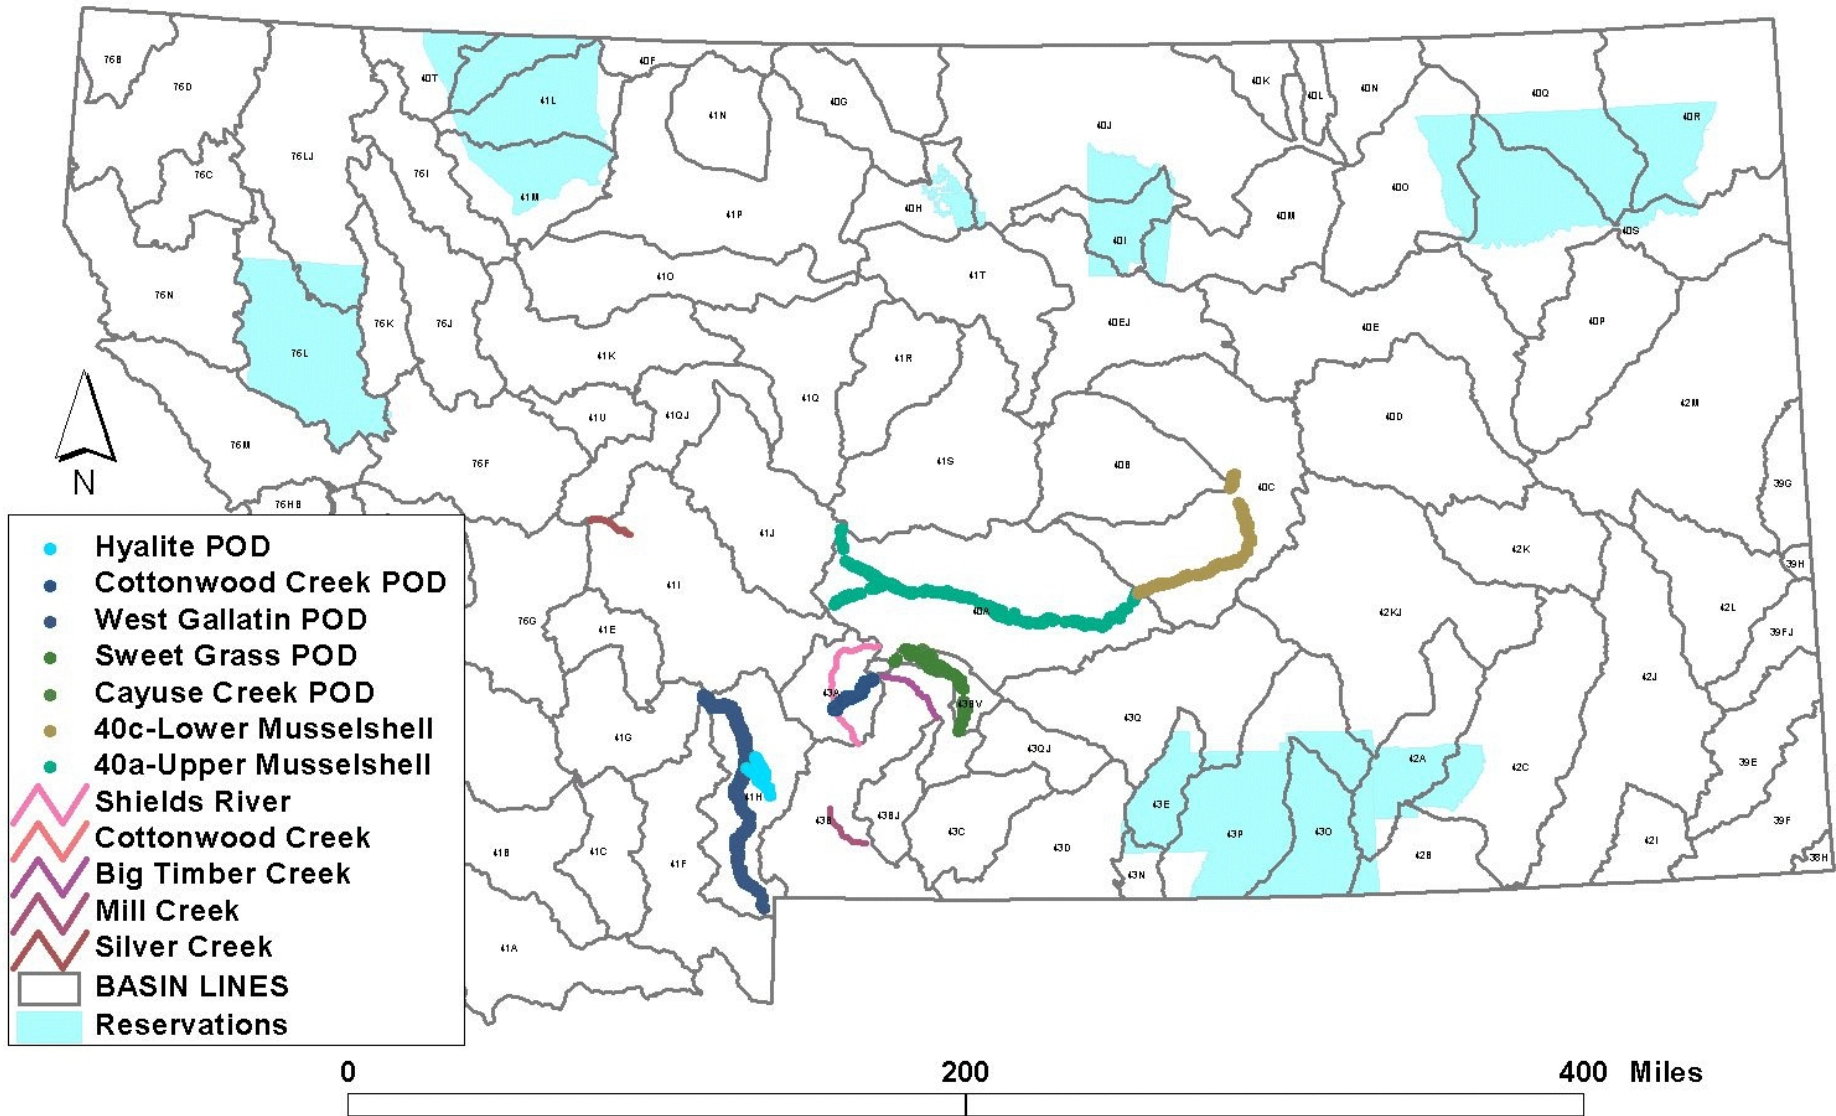 76B
76D
40T
41L
40F
41N
40G
40K
40L
40N
40Q
40R
40J
76LJ
76C
76I
41M
41P
40H
40I
40M
40O
40S
76N
41O
41T
76L
76K
76J
41K
41R
40EJ
40E
40P
76M
41U
41QJ
41Q
40D
42M
N
76F
41S
40B
40C
39G
76HB
41J
42K
39H
41I
76G
41E
40A
42KJ
42L
39FJ
43A
43BV
43Q
42J
41G
43QJ
42A
42C
39E
41H
43B
43BJ
43C
43E
43P
43O
39F
41B
41C
41F
43D
43N
42B
42I
38H
41A
Hyalite POD
Cottonwood Creek POD
West Gallatin POD
Sweet Grass POD
Cayuse Creek POD
40c-Lower Musselshell
40a-Upper Musselshell
Shields River
Cottonwood Creek
Big Timber Creek
Mill Creek
Silver Creek
BASIN LINES
Reservations
0 200 400 Miles